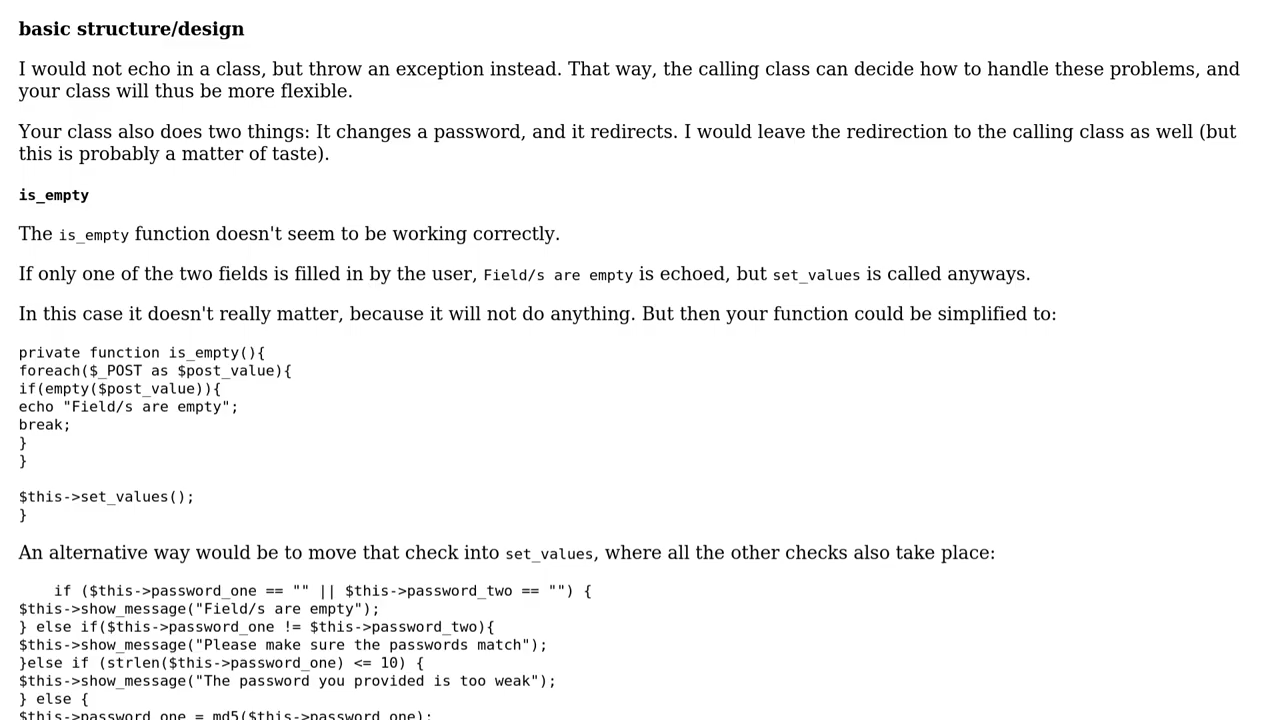 basic structure/design
I would not echo in a class, but throw an exception instead. That way, the calling class can decide how to handle these problems, and
your class will thus be more flexible.
Your class also does two things: It changes a password, and it redirects. I would leave the redirection to the calling class as well (but
this is probably a matter of taste).
is_empty
The is_empty function doesn't seem to be working correctly.
If only one of the two fields is filled in by the user, Field/s are empty is echoed, but set_values is called anyways.
In this case it doesn't really matter, because it will not do anything. But then your function could be simplified to:
private function is_empty(){
foreach($_POST as $post_value){
if(empty($post_value)){
echo "Field/s are empty";
break;
}
}
$this->set_values();
}
An alternative way would be to move that check into set_values, where all the other checks also take place:
if ($this->password_one == "" || $this->password_two == "") {
$this->show_message("Field/s are empty");
} else if($this->password_one != $this->password_two){
$this->show_message("Please make sure the passwords match");
}else if (strlen($this->password_one) <= 10) {
$this->show_message("The password you provided is too weak");
} else {
$this->password_one = md5($this->password_one);